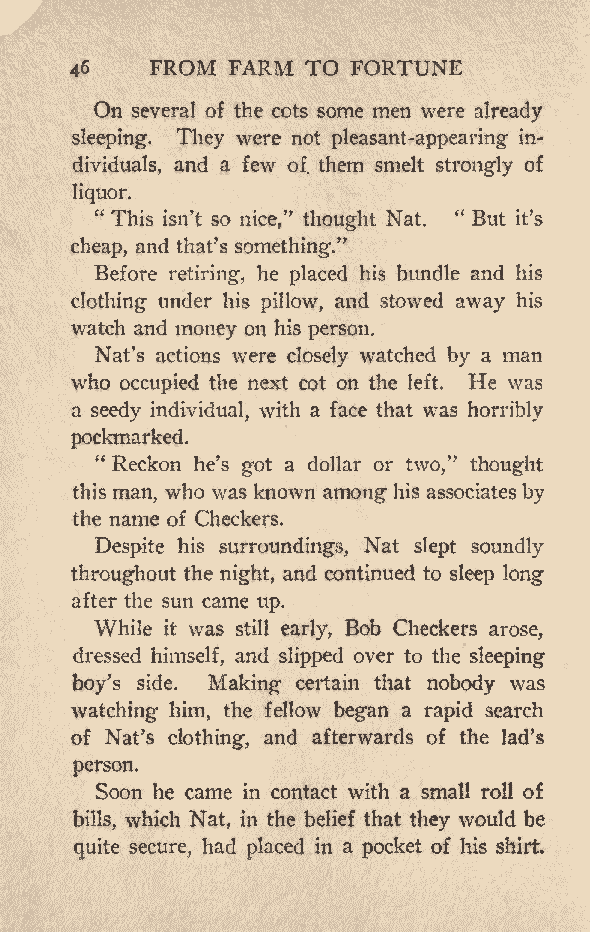 46 FROM FARM TO FORTUNE
On several of the cots some men were already
sleeping. They were not pleasant-appearing in-
dividuals, and a few of them smelt strongly of
liquor.
“ This isn’t so nice,” thought Nat. “ But it’s
cheap, and that’s something.”
Before retiring, he placed his bundle and his
clothing under his pillow, and stowed away his
watch and money on his person.
Nat’s actions were closely watched by a man
who occupied the next cot on the left. He was
a seedy individual, with a face that was horribly
pockmarked.
“ Reckon he’s got a dollar or two,” thought
this man, who was known among his associates by
the name of Checkers.
Despite his surroundings, Nat slept soundly
throughout the night, and continued to sleep long
after the sun came up.
While it was still early, Bob Checkers arose,
dressed himself, and slipped over to the sleeping
boy’s side. Making certain that nobody was
watching him, the fellow began a rapid search
of Nat’s clothing, and afterwards of the lad’s
person.
Soon he came in contact with a small roll of
bills, which Nat, in the belief that they would be
quite secure, had placed in a pocket of his shirt.